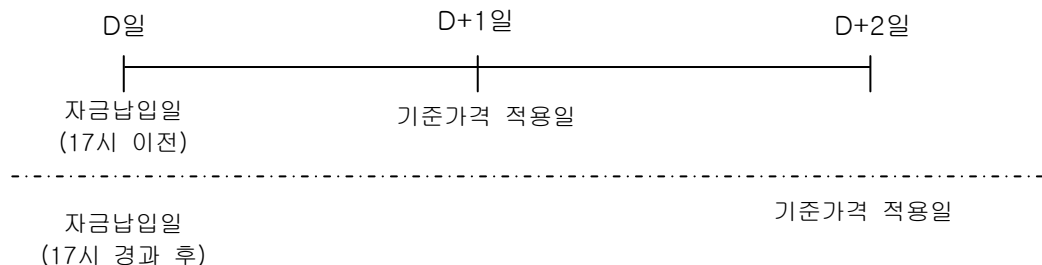 D일 D+1일 D+2일
자금납입일 기준가격 적용일
(17시 이전)
자금납입일 기준가격 적용일
(17시 경과 후)